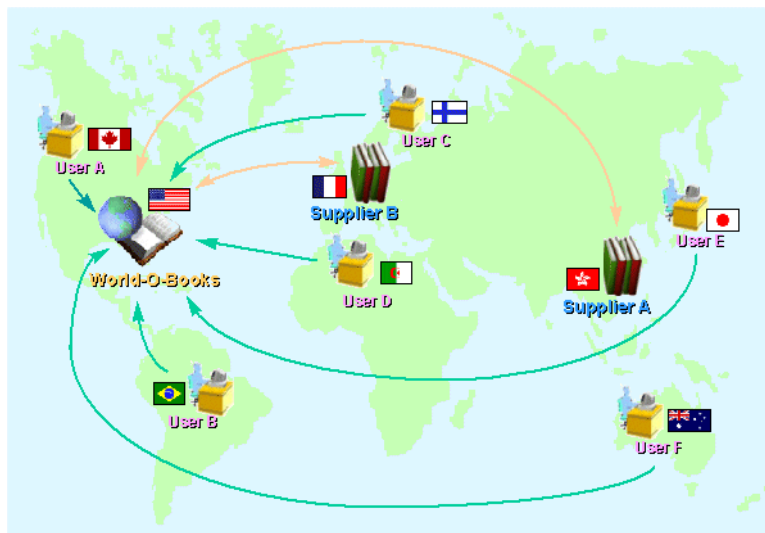 User C
User A
Supplier B
User E
World-O-Books
User D
Supplier A
User B
User F